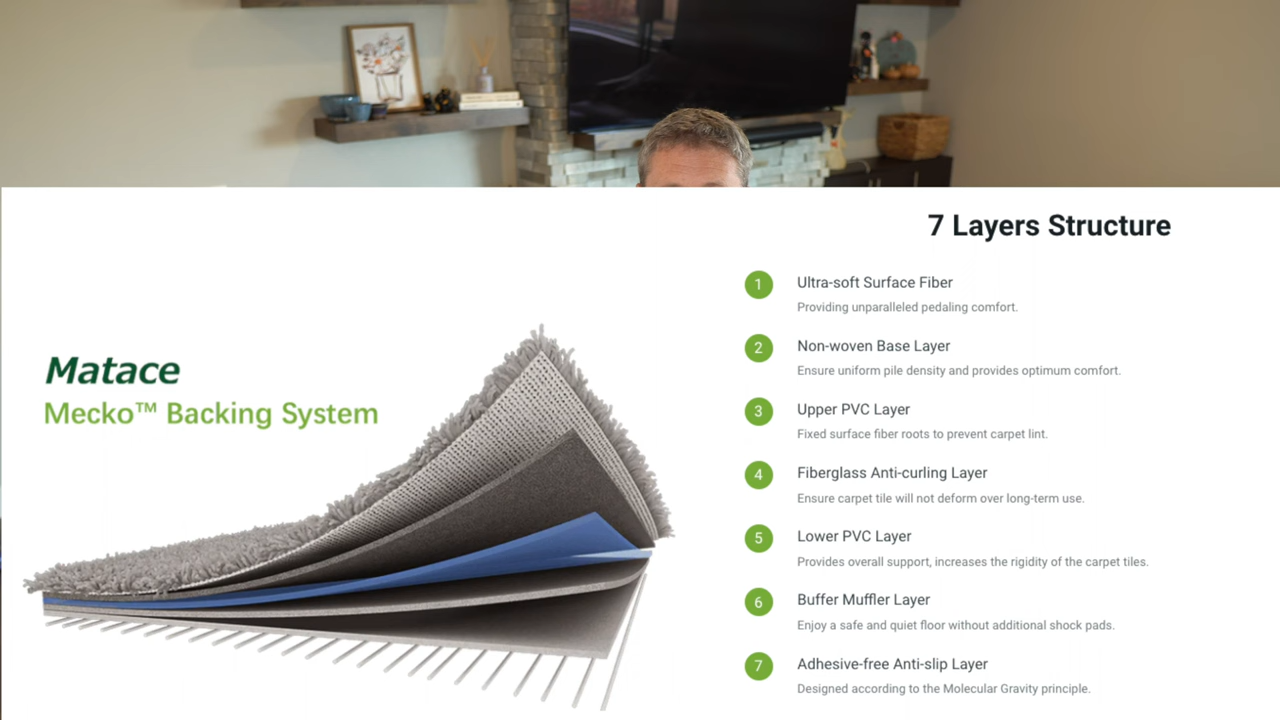 7 Layers Structure
Matace
Mecko™ Backing System
1 Ultra-soft Surface Fiber
Providing unparalleled pedaling comfort.
2 Non-woven Base Layer
Ensure uniform pile density and provides optimum comfort.
3 Upper PVC Layer
Fixed surface fiber roots to prevent carpet lint.
4 Fiberglass Anti-curling Layer
Ensure carpet tile will not deform over long-term use.
5 Lower PVC Layer
Provides overall support, increases the rigidity of the carpet tiles.
6 Buffer Muffler Layer
Enjoy a safe and quiet floor without additional shock pads.
7 Adhesive-free Anti-slip Layer
Designed according to the Molecular Gravity principle.